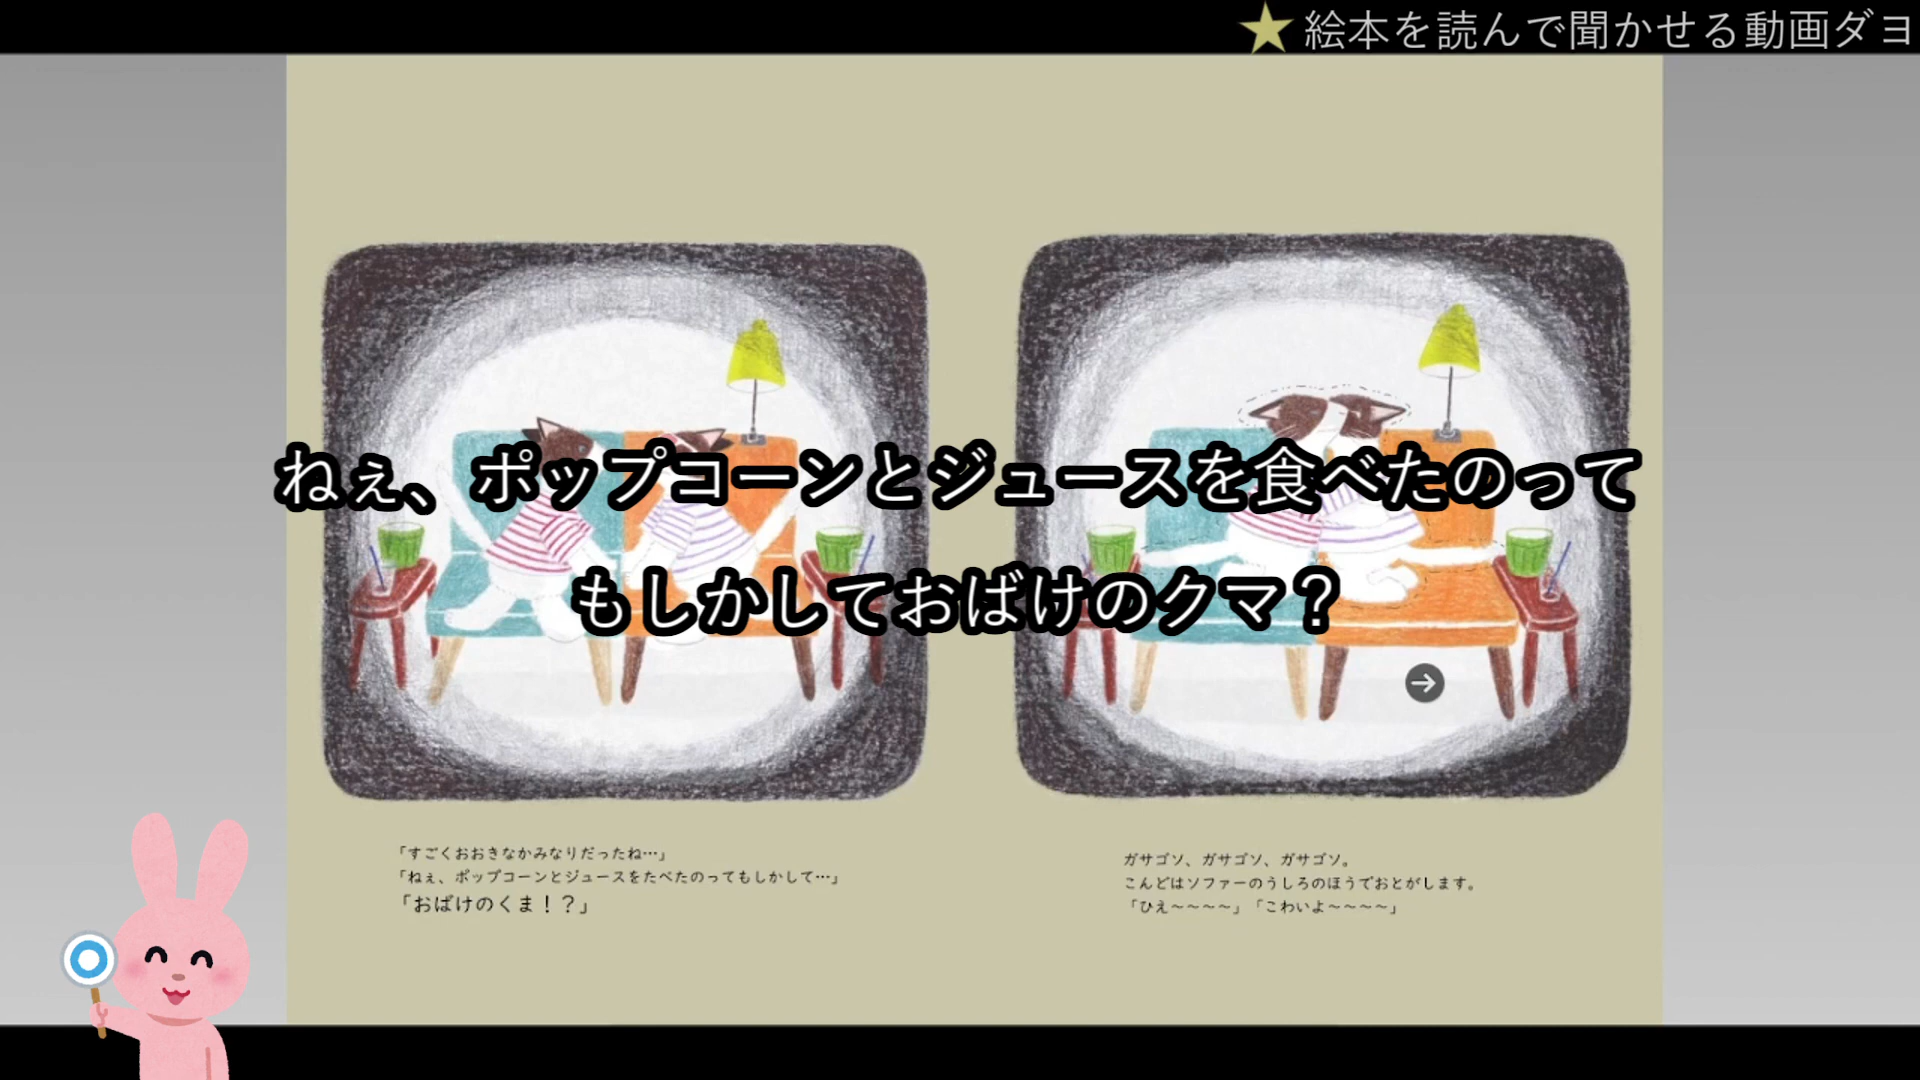 ★絵本を読んで聞かせる動画ダヨ
ねぇ、ポップコーンとジュースを食べたのって
もしかしておばけのクマ？
「すごくおおきなかみなりだったね…」
「ねぇ、ポップコーンとジュースをたべたのってもしかして…」
「おばけのくま！？」
ガサゴソ、ガサゴソ、ガサゴソ。
こんどはソファーのうしろのほうでおとがします。
「ひえ～～～～」「こわいよ～～～～」